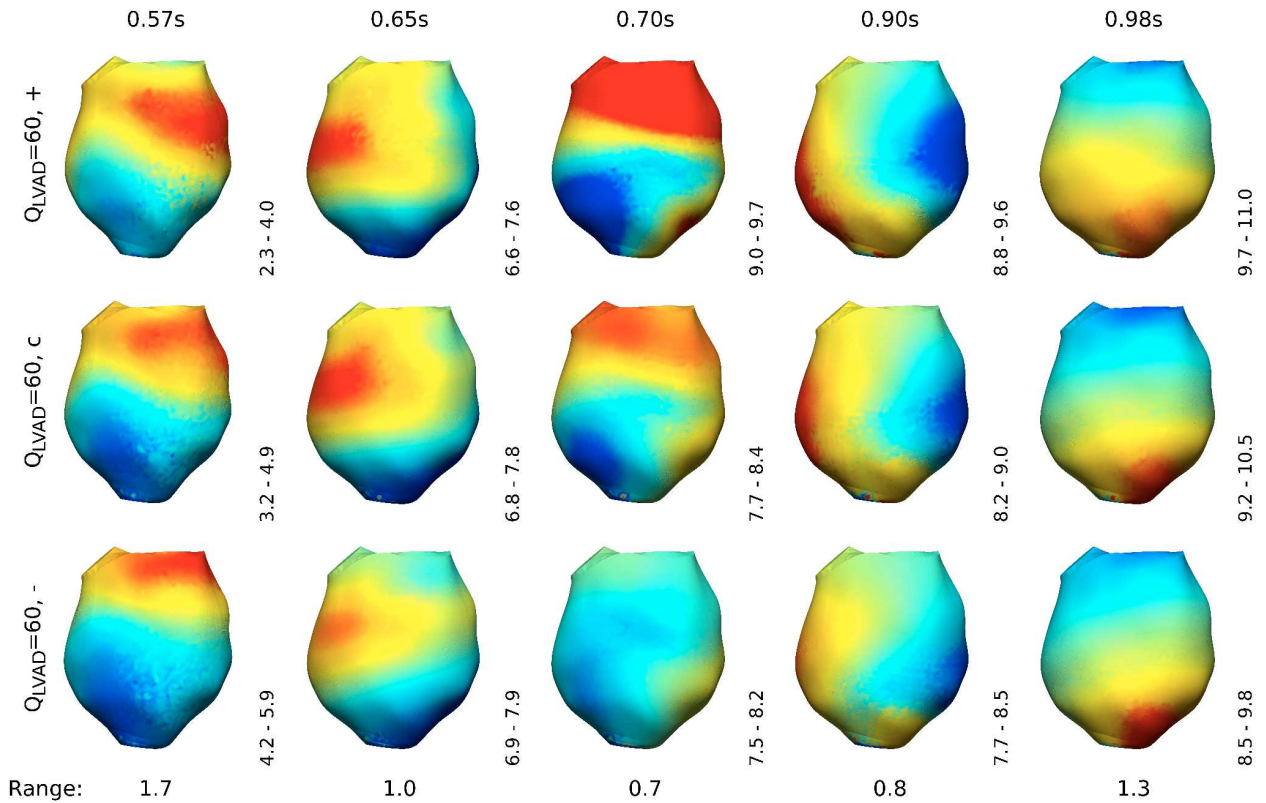 0.57s 0.65s 0.70s 0.90s 0.98s
Q_LVAD=60, +
2.3 - 4.0
6.6 - 7.6
9.0 - 9.7
8.8 - 9.6
9.7 - 11.0
Q_LVAD=60, c
3.2 - 4.9
6.8 - 7.8
7.7 - 8.4
8.2 - 9.0
9.2 - 10.5
Q_LVAD=60, -
4.2 - 5.9
6.9 - 7.9
7.5 - 8.2
7.7 - 8.5
8.5 - 9.8
Range: 1.7 1.0 0.7 0.8 1.3